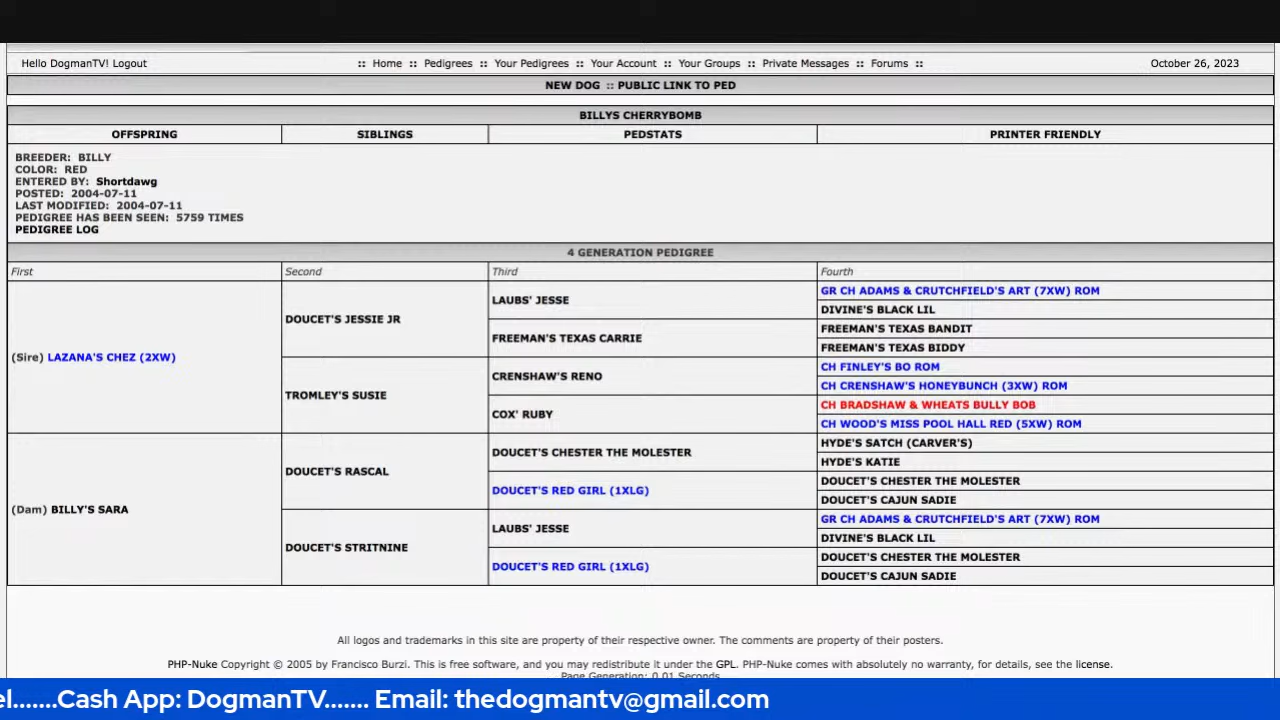 Hello DogmanTV! Logout :: Home :: Pedigrees :: Your Pedigrees :: Your Account :: Your Groups :: Private Messages :: Forums :: October 26, 2023
NEW DOG :: PUBLIC LINK TO PED
BILLYS CHERRYBOMB
OFFSPRING SIBLINGS PEDSTATS PRINTER FRIENDLY
BREEDER: BILLY
COLOR: RED
ENTERED BY: Shortdawg
POSTED: 2004-07-11
LAST MODIFIED: 2004-07-11
PEDIGREE HAS BEEN SEEN: 5759 TIMES
PEDIGREE LOG
4 GENERATION PEDIGREE
First Second Third Fourth
(Sire) LAZANA'S CHEZ (2XW)
(Dam) BILLY'S SARA
DOUCET'S JESSIE JR
TROMLEY'S SUSIE
DOUCET'S RASCAL
DOUCET'S STRITNINE
LAUBS' JESSE
FREEMAN'S TEXAS CARRIE
CRENSHAW'S RENO
COX' RUBY
DOUCET'S CHESTER THE MOLESTER
DOUCET'S RED GIRL (1XLG)
LAUBS' JESSE
DOUCET'S RED GIRL (1XLG)
GR CH ADAMS & CRUTCHFIELD'S ART (7XW) ROM
DIVINE'S BLACK LIL
FREEMAN'S TEXAS BANDIT
FREEMAN'S TEXAS BIDDY
CH FINLEY'S BO ROM
CH CRENSHAW'S HONEYBUNCH (3XW) ROM
CH BRADSHAW & WHEATS BULLY BOB
CH WOOD'S MISS POOL HALL RED (5XW) ROM
HYDE'S SATCH (CARVER'S)
HYDE'S KATIE
DOUCET'S CHESTER THE MOLESTER
DOUCET'S CAJUN SADIE
GR CH ADAMS & CRUTCHFIELD'S ART (7XW) ROM
DIVINE'S BLACK LIL
DOUCET'S CHESTER THE MOLESTER
DOUCET'S CAJUN SADIE
All logos and trademarks in this site are property of their respective owner. The comments are property of their posters.
PHP-Nuke Copyright © 2005 by Francisco Burzi. This is free software, and you may redistribute it under the GPL. PHP-Nuke comes with absolutely no warranty, for details, see the license.
Page Generation: 0.01 Seconds
el.......Cash App: DogmanTV....... Email: thedogmantv@gmail.com